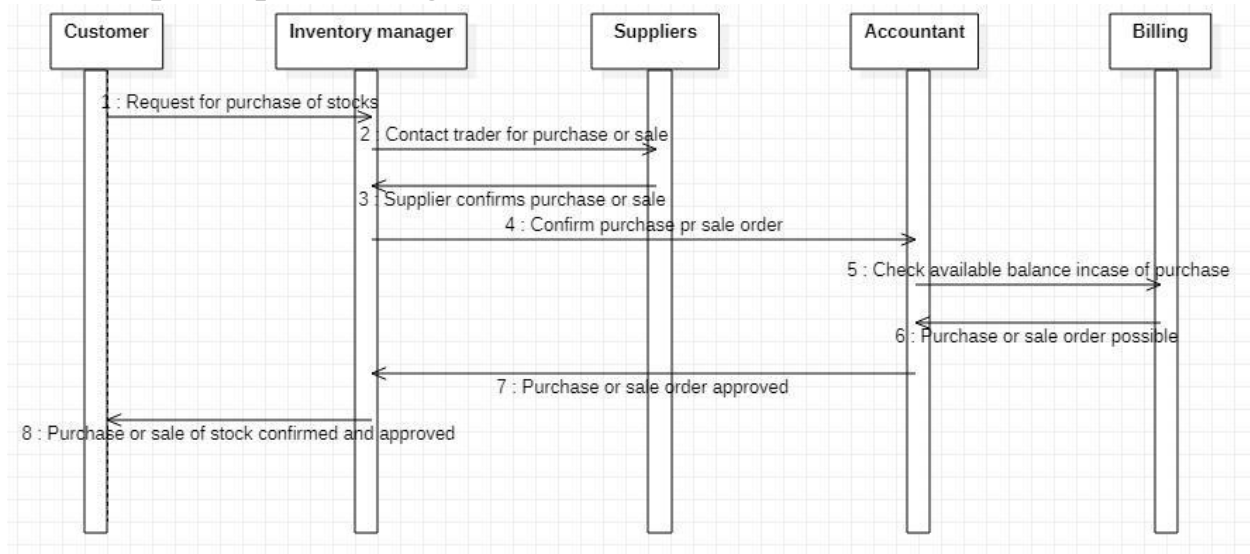 Customer
Inventory manager
Suppliers
Accountant
Billing
1 : Request for purchase of stocks
2 : Contact trader for purchase or sale
3 : Supplier confirms purchase or sale
4 : Confirm purchase pr sale order
5 : Check available balance incase of purchase
6 : Purchase or sale order possible
7 : Purchase or sale order approved
8 : Purchase or sale of stock confirmed and approved